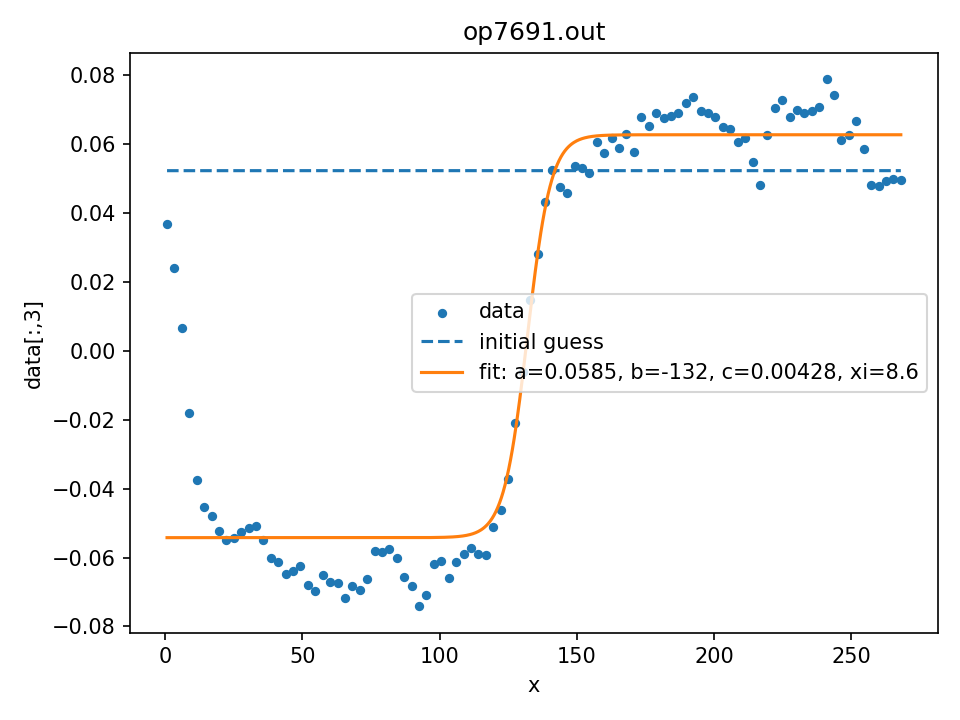 op7691.out
0.08
0.06
0.04
0.02
0.00
−0.02
−0.04
−0.06
−0.08
data[:,3]
data
initial guess
fit: a=0.0585, b=-132, c=0.00428, xi=8.6
0
50
100
150
200
250
x